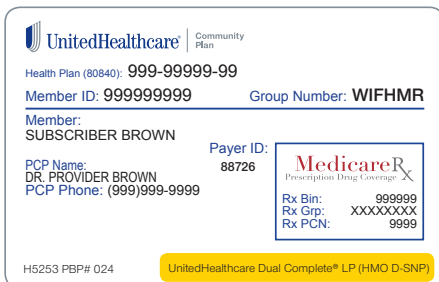 UnitedHealthcare® Community Plan
Health Plan (80840): 999-99999-99
Member ID: 999999999 Group Number: WIFHMR
Member:
SUBSCRIBER BROWN
PCP Name:
DR. PROVIDER BROWN
PCP Phone: (999)999-9999
Payer ID:
88726
MedicareRx
Prescription Drug Coverage
Rx Bin: 999999
Rx Grp: XXXXXXXX
Rx PCN: 9999
H5253 PBP# 024
UnitedHealthcare Dual Complete® LP (HMO D-SNP)